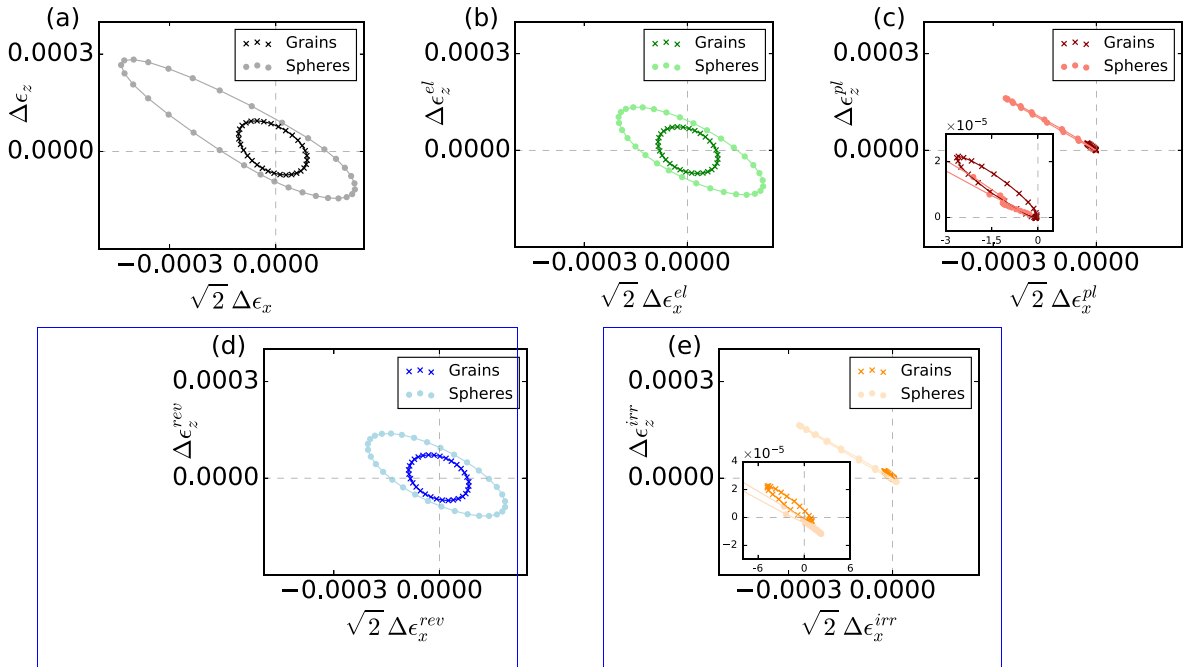 (a)
Grains
Spheres
0.0003
0.0000
Δϵ_z
−0.0003 0.0000
√2 Δϵ_x
(b)
Grains
Spheres
0.0003
0.0000
Δϵ_z^{el}
−0.0003 0.0000
√2 Δϵ_x^{el}
(c)
Grains
Spheres
0.0003
0.0000
Δϵ_z^{pl}
×10^{−5}
2
0
−3 −1,5 0
−0.0003 0.0000
√2 Δϵ_x^{pl}
(d)
Grains
Spheres
0.0003
0.0000
Δϵ_z^{rev}
−0.0003 0.0000
√2 Δϵ_x^{rev}
(e)
Grains
Spheres
0.0003
0.0000
Δϵ_z^{irr}
×10^{−5}
4
2
0
−2
-6 0 6
−0.0003 0.0000
√2 Δϵ_x^{irr}